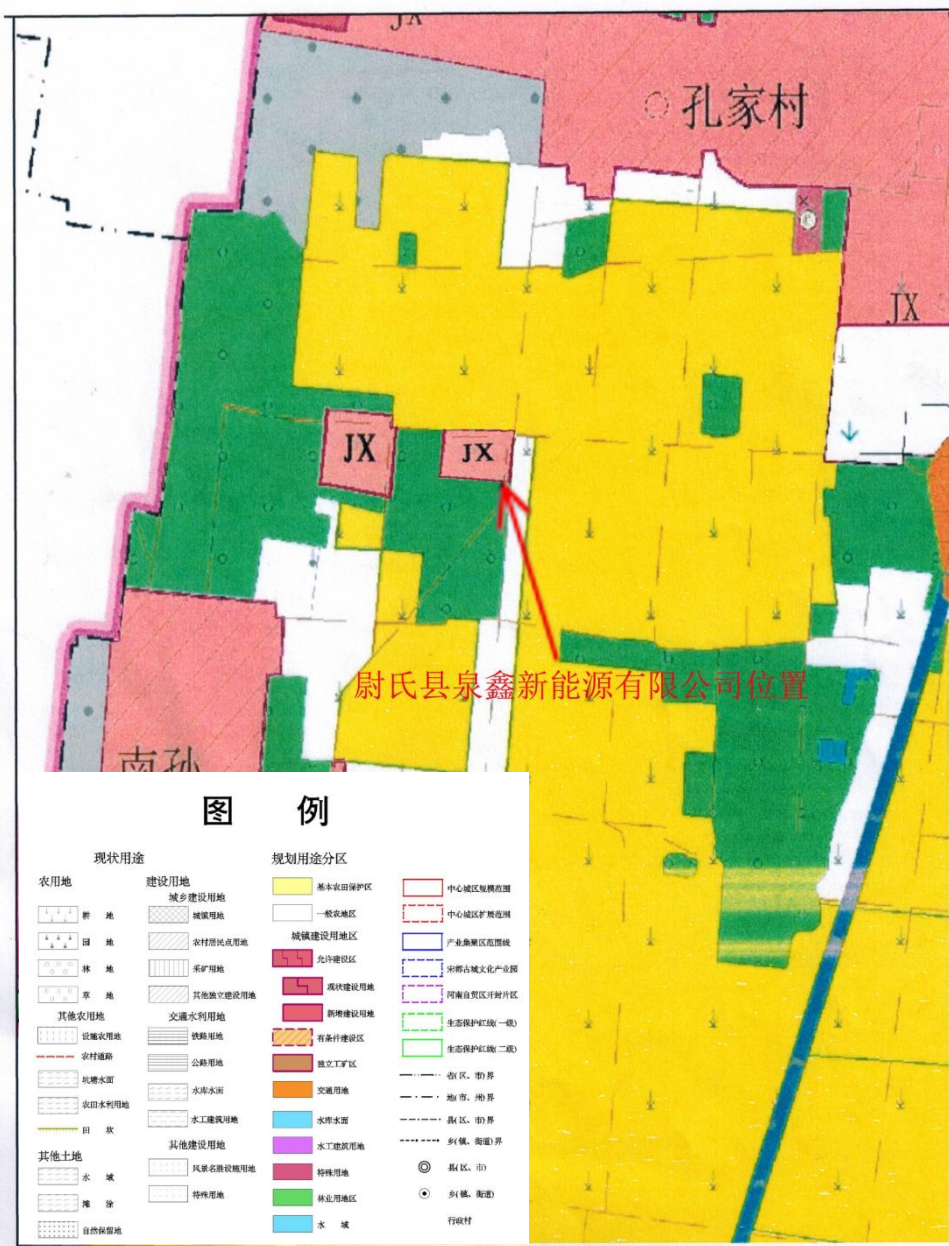 JX
孔家村
JX
JX
JX
尉氏县泉鑫新能源有限公司位置
南孙
图 例
现状用途
农用地
耕 地
园 地
林 地
草 地
其他农用地
设施农用地
农村道路
坑塘水面
农田水利用地
田 坎
其他土地
水 域
滩 涂
自然保留地
建设用地
城乡建设用地
城镇用地
农村居民点用地
采矿用地
其他独立建设用地
交通水利用地
铁路用地
公路用地
水库水面
水工建筑用地
其他建设用地
风景名胜设施用地
特殊用地
规划用途分区
基本农田保护区
一般农地区
城镇建设用地区
允许建设区
现状建设用地
新增建设用地
有条件建设区
独立工矿区
交通用地
水库水面
水工建筑用地
特殊用地
林业用地区
水 域
中心城区规模范围
中心城区扩展范围
产业集聚区范围线
宋都古城文化产业园
河南自贸区开封片区
生态保护红线(一级)
生态保护红线(二级)
省(区、市)界
地(市、州)界
县(区、市)界
乡(镇、街道)界
县(区、市)
乡(镇、街道)
行政村